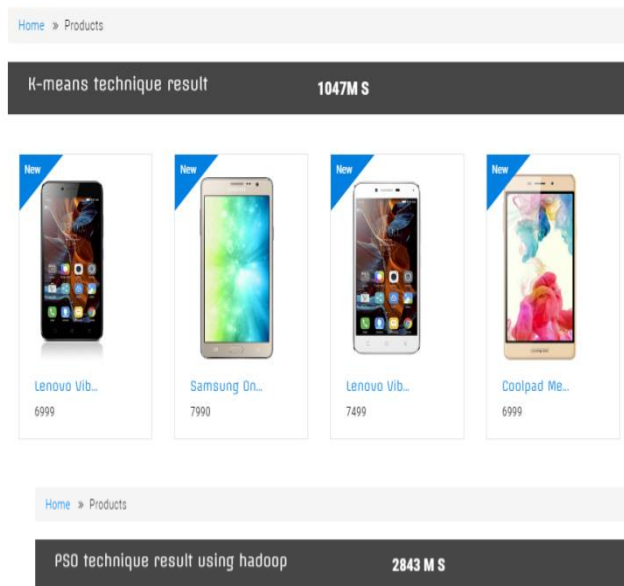 Home » Products
K-means technique result 1047M S
New New New New
Lenovo Vib... Samsung On... Lenovo Vib... Coolpad Me...
6999 7990 7499 6999
Home » Products
PSO technique result using hadoop 2843 M S